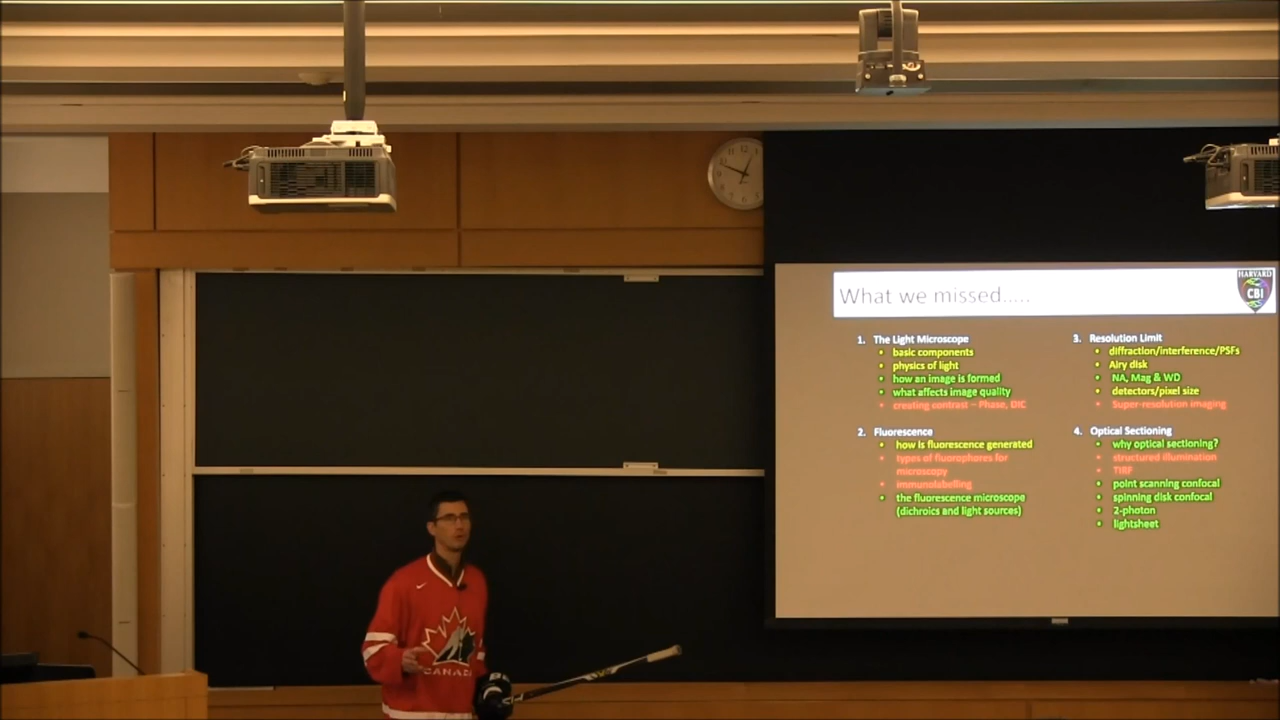 What we missed.....
HARVARD
CBI
1. The Light Microscope
• basic components
• physics of light
• how an image is formed
• what affects image quality
• creating contrast – Phase, DIC
2. Fluorescence
• how is fluorescence generated
• types of fluorophores for
microscopy
• immunolabelling
• the fluorescence microscope
(dichroics and light sources)
3. Resolution Limit
• diffraction/interference/PSFs
• Airy disk
• NA, Mag & WD
• detectors/pixel size
• Super-resolution imaging
4. Optical Sectioning
• why optical sectioning?
• structured illumination
• TIRF
• point scanning confocal
• spinning disk confocal
• 2-photon
• lightsheet
CANADA